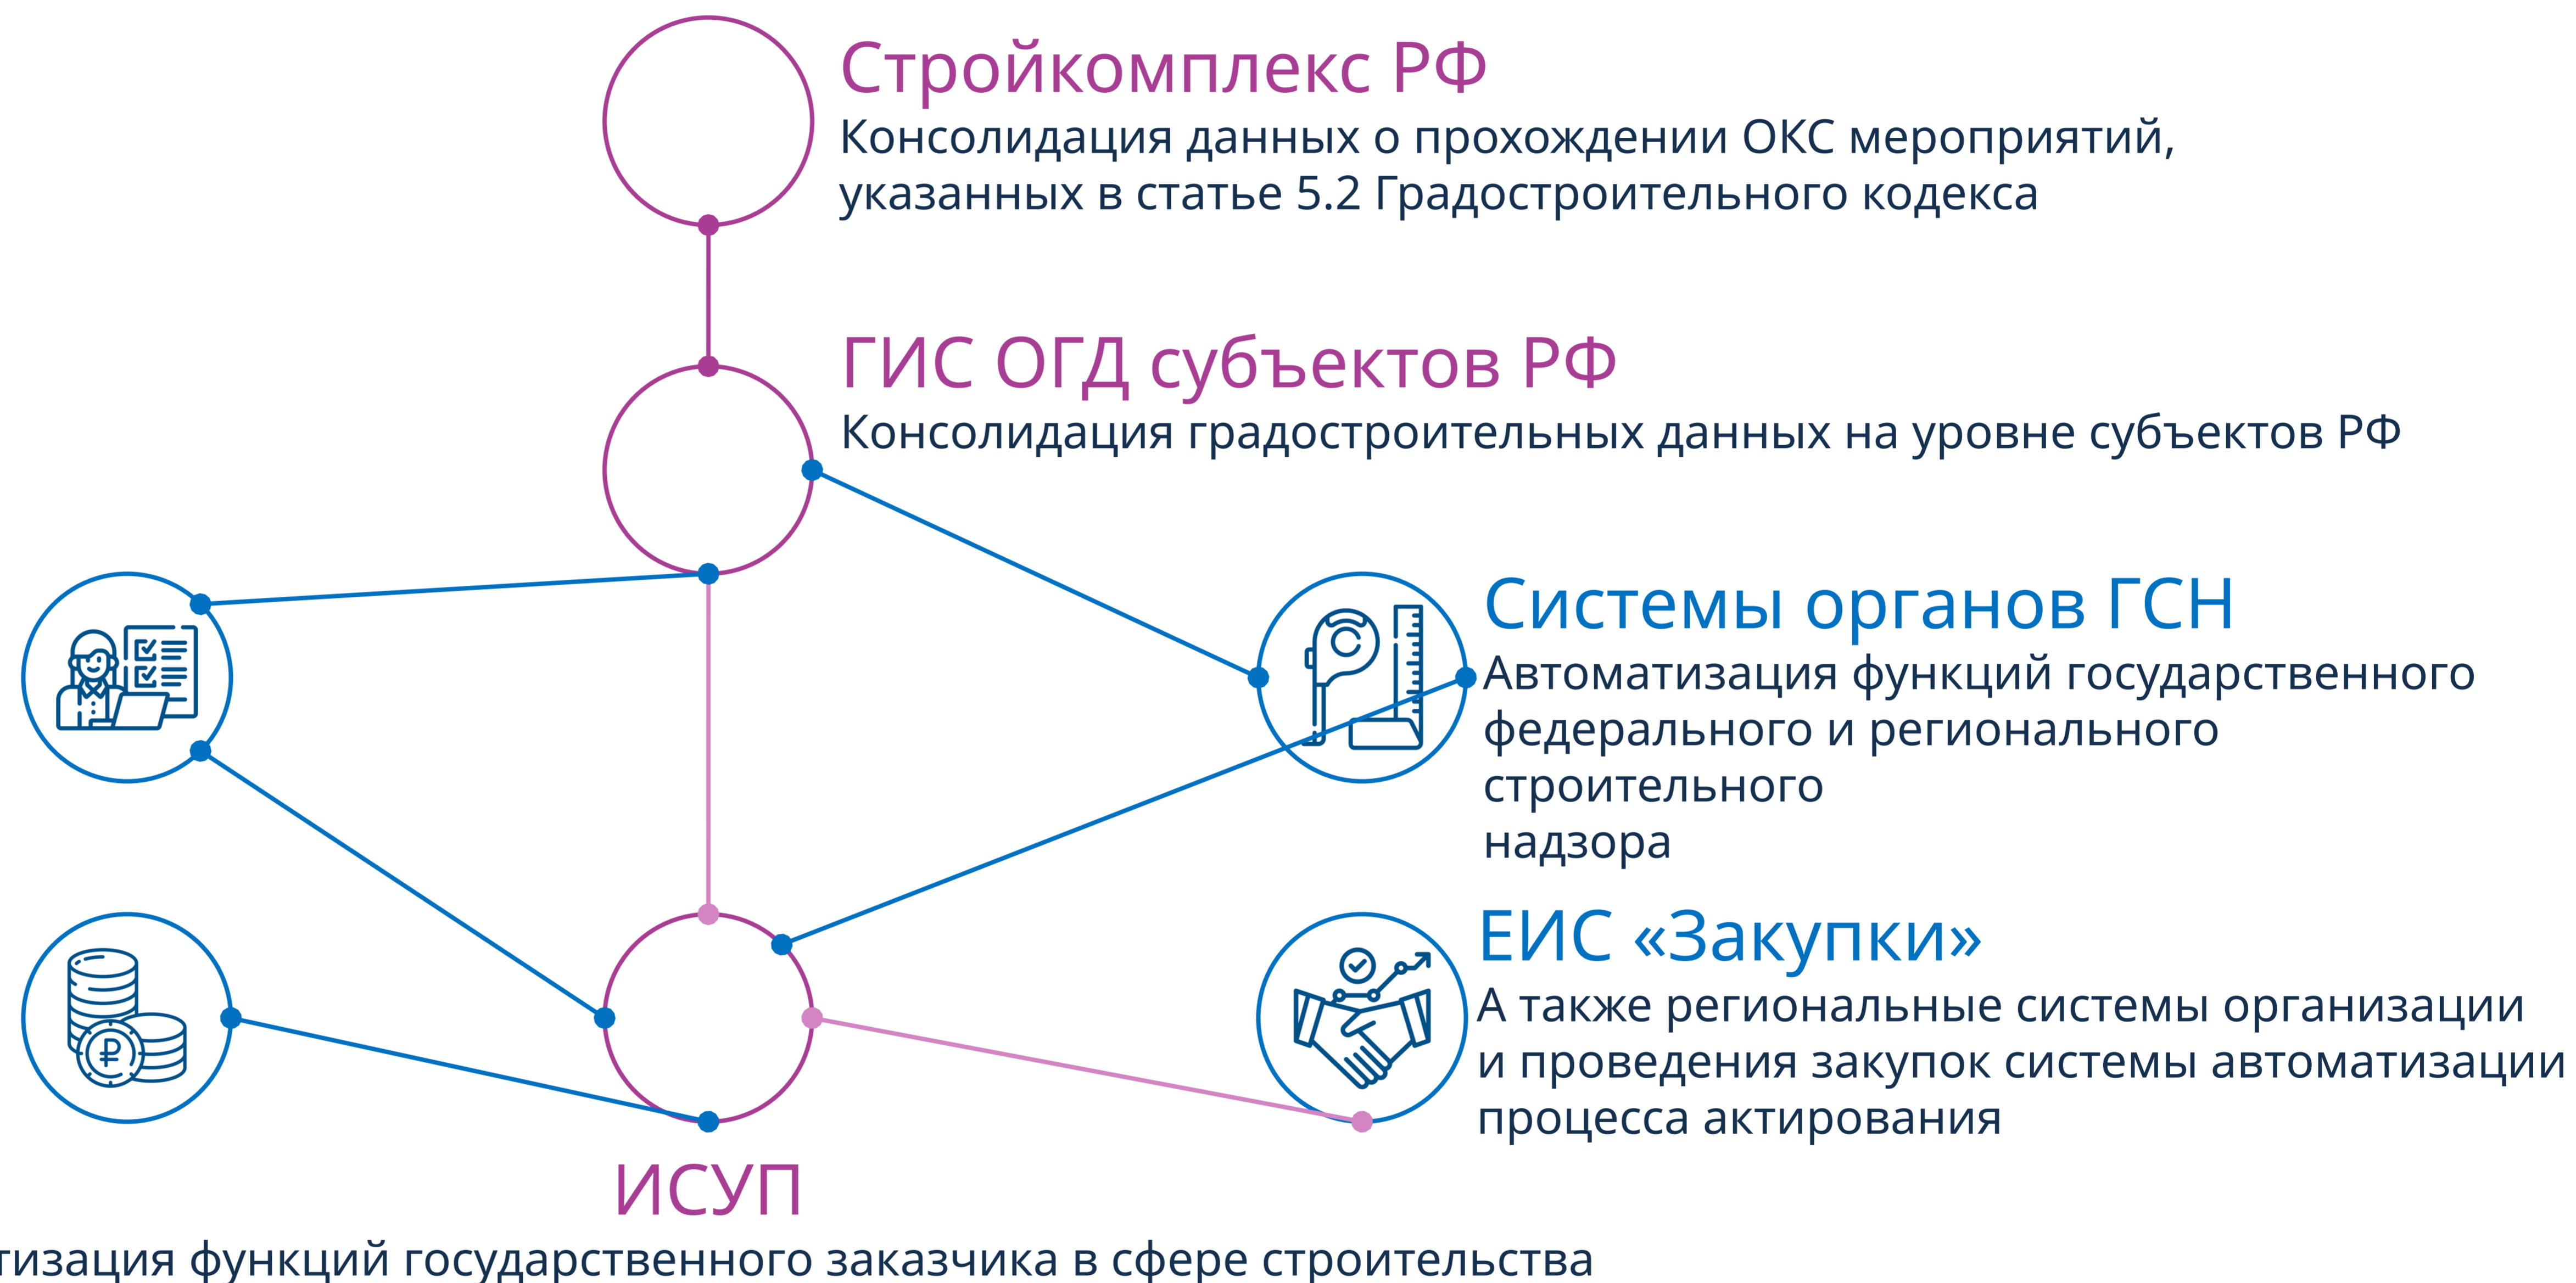 Стройкомплекс РФ
Консолидация данных о прохождении ОКС мероприятий,
указанных в статье 5.2 Градостроительного кодекса
ГИС ОГД субъектов РФ
Консолидация градостроительных данных на уровне субъектов РФ
Системы органов ГСН
Автоматизация функций государственного
федерального и регионального
строительного
надзора
ЕИС «Закупки»
А также региональные системы организации
и проведения закупок системы автоматизации
процесса актирования
ИСУП
тизация функций государственного заказчика в сфере строительства